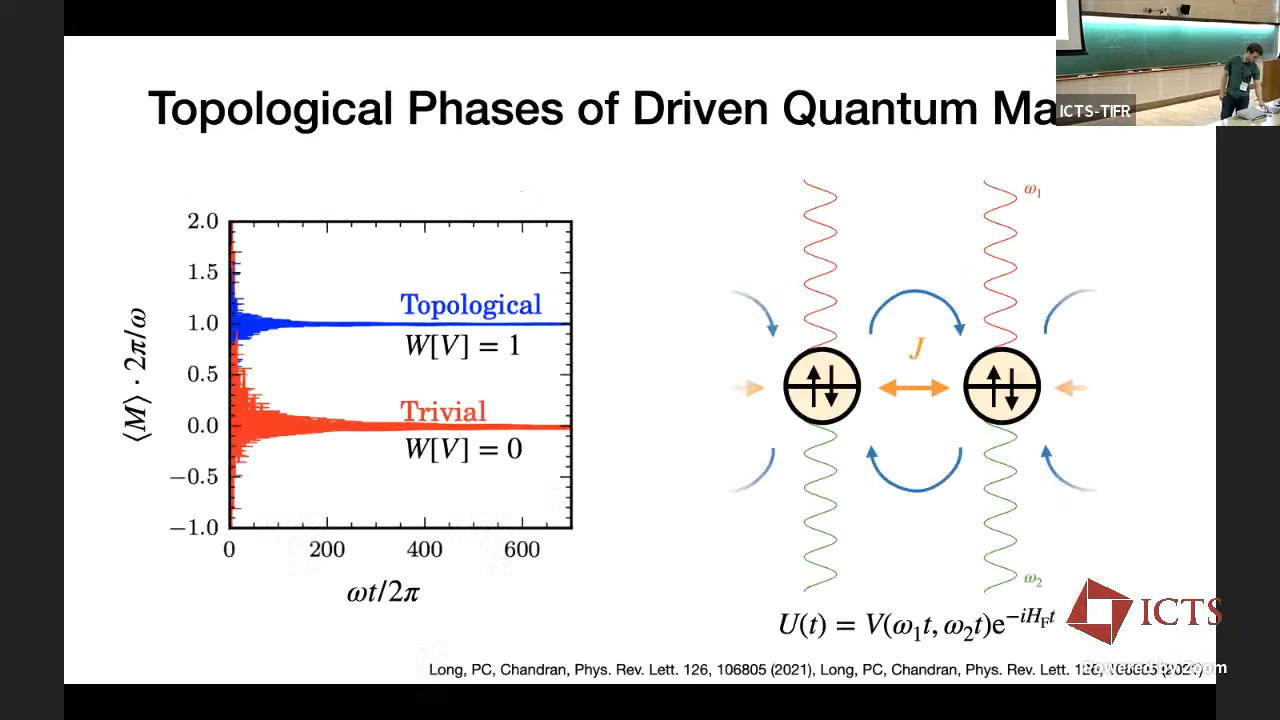 Topological Phases of Driven Quantum Ma
ICTS-TIFR
2.0
1.5
1.0
0.5
0.0
−0.5
−1.0
⟨M⟩ · 2π/ω
Topological
W[V] = 1
Trivial
W[V] = 0
0 200 400 600
ωt/2π
ω₁
J
ω₂
U(t) = V(ω₁t, ω₂t)e^{−iH_F t}
ICTS
Powered by Zoom
Long, PC, Chandran, Phys. Rev. Lett. 126, 106805 (2021), Long, PC, Chandran, Phys. Rev. Lett. 126, 106805 (2021)